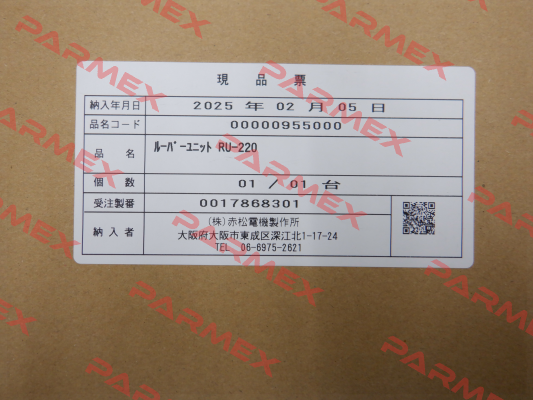 現品票
納入年月日 2025 年 02 月 05 日
品名コード 00000955000
品名 ルーパーユニット RU-220
個数 01 / 01 台
受注製番 0017868301
納入者 (株)赤松電機製作所
大阪府大阪市東成区深江北1-17-24
TEL 06-6975-2621
PARMEX
PARMEX
PARMEX
PARMEX
PARMEX
PARMEX
PARMEX
PARMEX
PARMEX